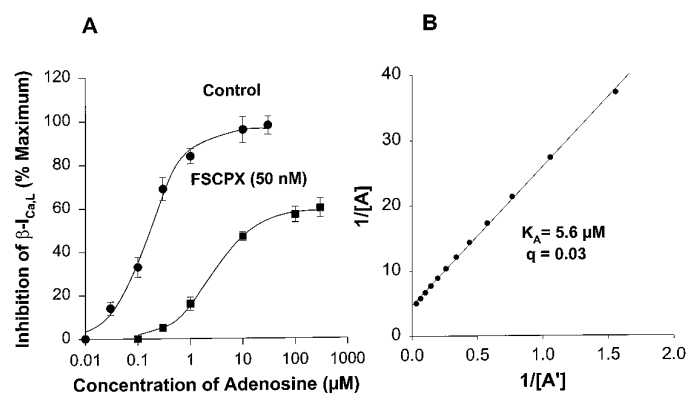 A
Inhibition of β-I_Ca,L (% Maximum)
120
100
80
60
40
20
0
Control
FSCPX (50 nM)
0.01 0.1 1 10 100 1000
Concentration of Adenosine (µM)
B
1/[A]
40
30
20
10
0
K_A= 5.6 µM
q = 0.03
0.0 0.5 1.0 1.5 2.0
1/[A']